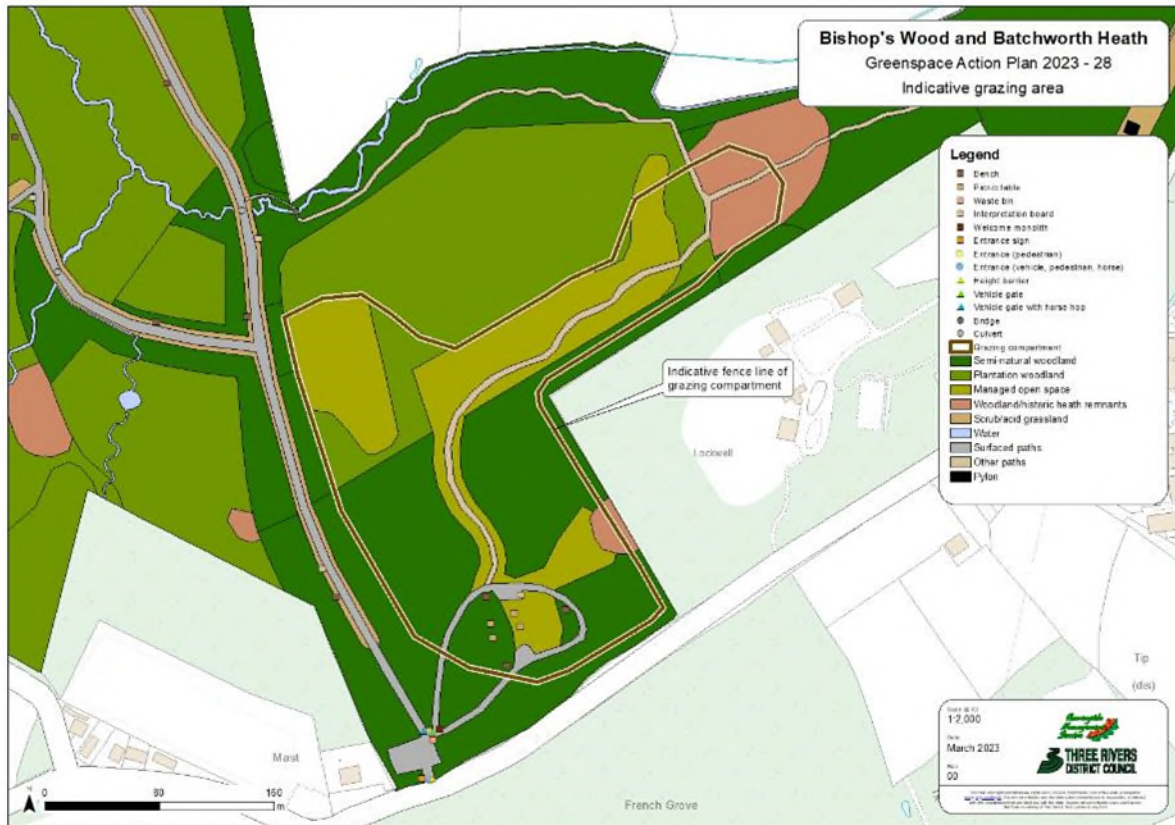 Bishop's Wood and Batchworth Heath
Greenspace Action Plan 2023 - 28
Indicative grazing area
Legend
Bench
Picnic table
Waste bin
Interpretation board
Welcome monolith
Entrance sign
Entrance (pedestrian)
Entrance (vehicle, pedestrian, horse)
Height barrier
Vehicle gate
Vehicle gate with horse hop
Bridge
Culvert
Grazing compartment
Semi-natural woodland
Plantation woodland
Managed open space
Woodland/historic heath remnants
Scrub/acid grassland
Water
Surfaced paths
Other paths
Pylon
Indicative fence line of
grazing compartment
Lockwell
Tip
(dis)
Mast
French Grove
N
0 80 160
m
1:2,000
March 2023
00
Countryside
Management
Service
THREE RIVERS
DISTRICT COUNCIL